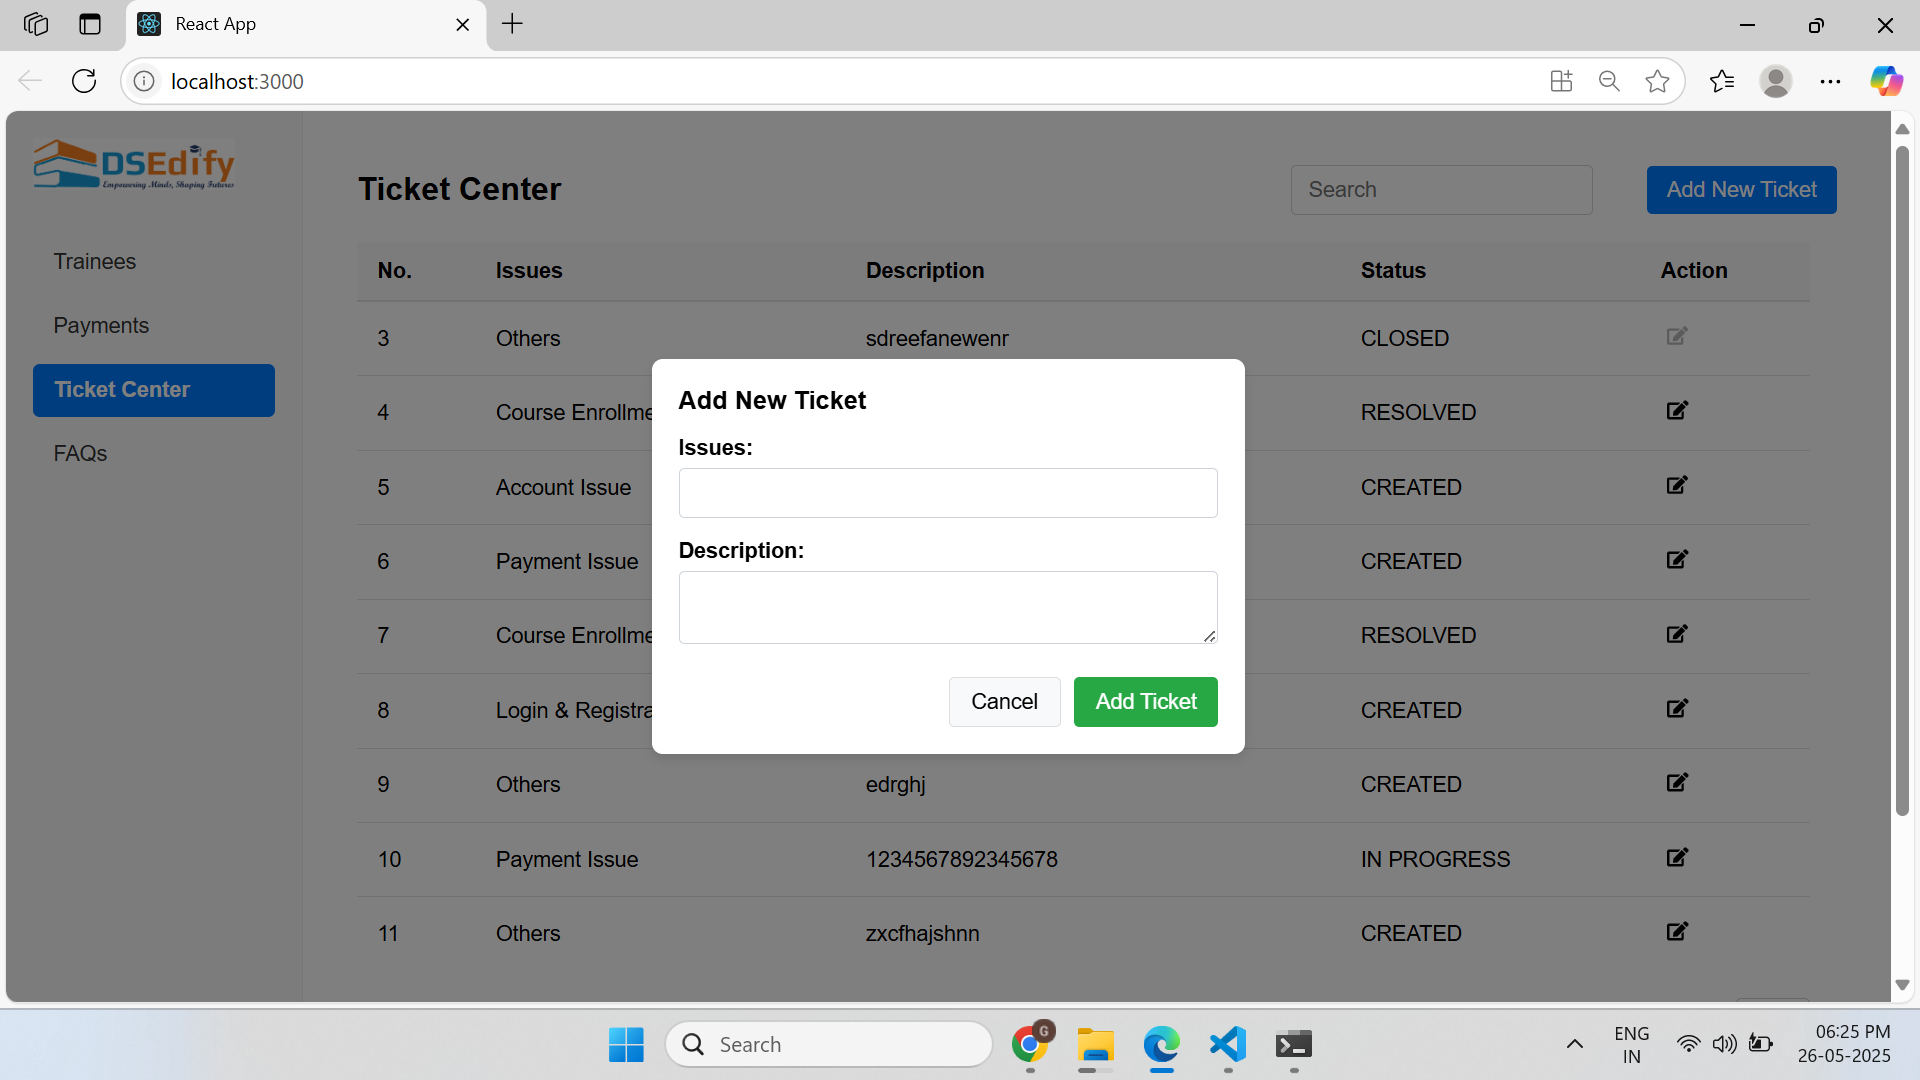 React App
localhost:3000
DSEdify
Empowering Minds, Shaping Futures
Trainees
Payments
Ticket Center
FAQs
Ticket Center
Search
Add New Ticket
No. Issues Description Status Action
3 Others sdreefanewenr CLOSED
4 Course Enrollme RESOLVED
5 Account Issue CREATED
6 Payment Issue CREATED
7 Course Enrollme RESOLVED
8 Login & Registra CREATED
9 Others edrghj CREATED
10 Payment Issue 1234567892345678 IN PROGRESS
11 Others zxcfhajshnn CREATED
Add New Ticket
Issues:
Description:
Cancel Add Ticket
Search
G
ENG
IN
06:25 PM
26-05-2025